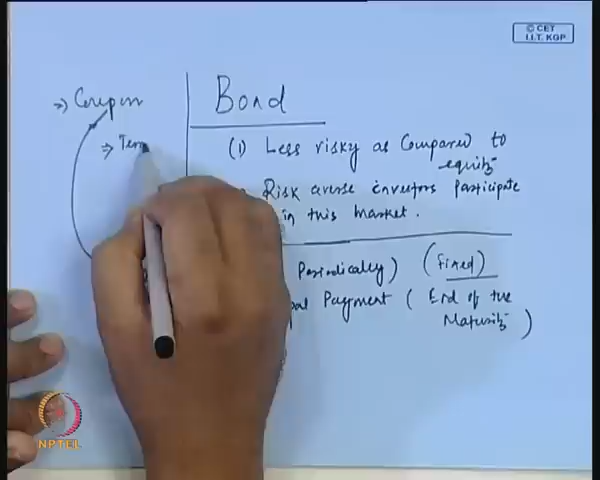 © CET
I.I.T. KGP
⇒ Coupon
Bond
⇒ Ter
(1) Less risky as Compared to
equity
Risk averse investors participate
in this market.
Periodically) (fixed)
Payment ( End of the
Maturity )
NPTEL